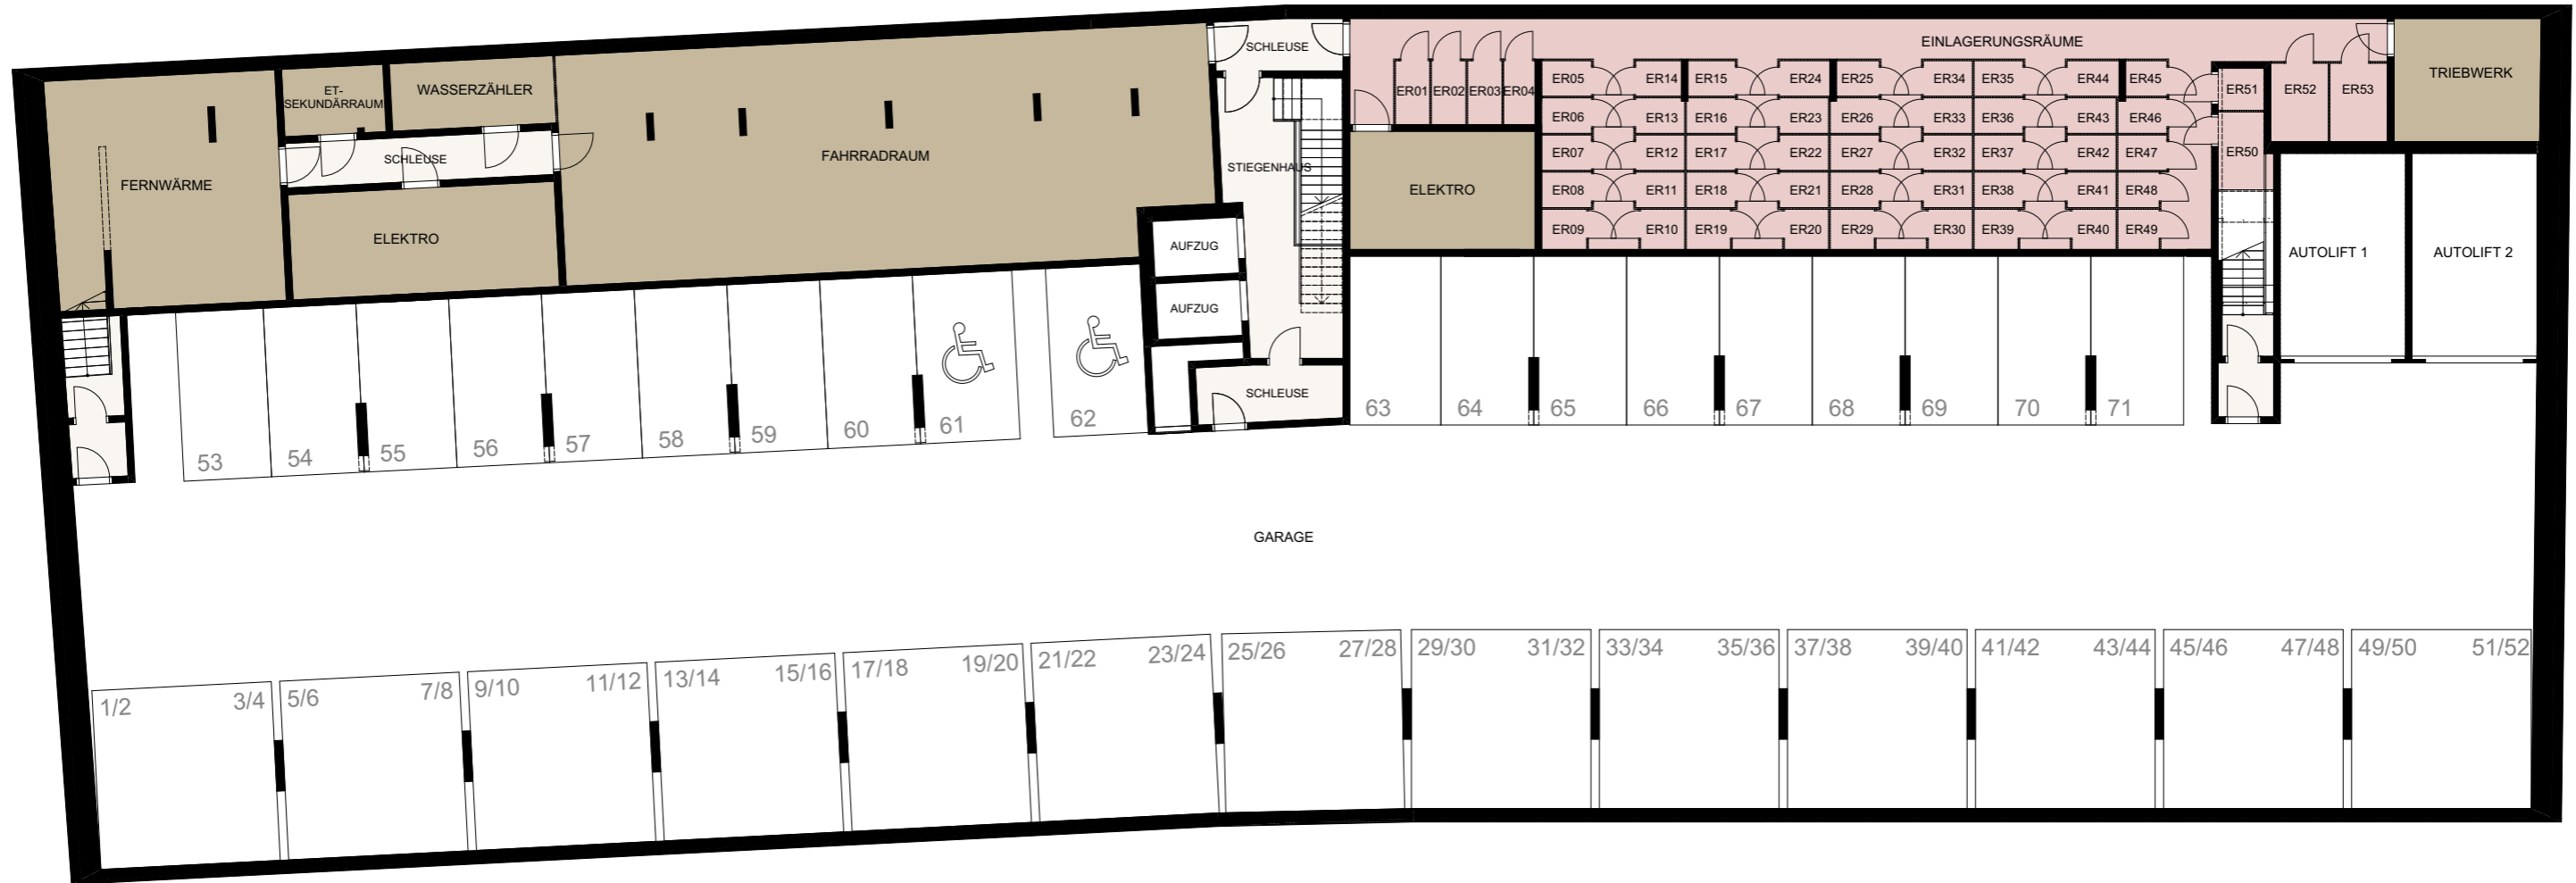 FERNWÄRME
ET-
SEKUNDÄRRAUM
WASSERZÄHLER
SCHLEUSE
ELEKTRO
FAHRRADRAUM
SCHLEUSE
STIEGENHAUS
AUFZUG
AUFZUG
SCHLEUSE
EINLAGERUNGSRÄUME
ER01 ER02 ER03 ER04
ELEKTRO
ER05 ER14 ER15 ER24 ER25 ER34 ER35 ER44 ER45
ER06 ER13 ER16 ER23 ER26 ER33 ER36 ER43 ER46
ER07 ER12 ER17 ER22 ER27 ER32 ER37 ER42 ER47
ER08 ER11 ER18 ER21 ER28 ER31 ER38 ER41 ER48
ER09 ER10 ER19 ER20 ER29 ER30 ER39 ER40 ER49
ER51 ER52 ER53
ER50
TRIEBWERK
AUTOLIFT 1
AUTOLIFT 2
53 54 55 56 57 58 59 60 61 62
63 64 65 66 67 68 69 70 71
GARAGE
1/2 3/4 5/6 7/8 9/10 11/12 13/14 15/16 17/18 19/20 21/22 23/24 25/26 27/28 29/30 31/32 33/34 35/36 37/38 39/40 41/42 43/44 45/46 47/48 49/50 51/52